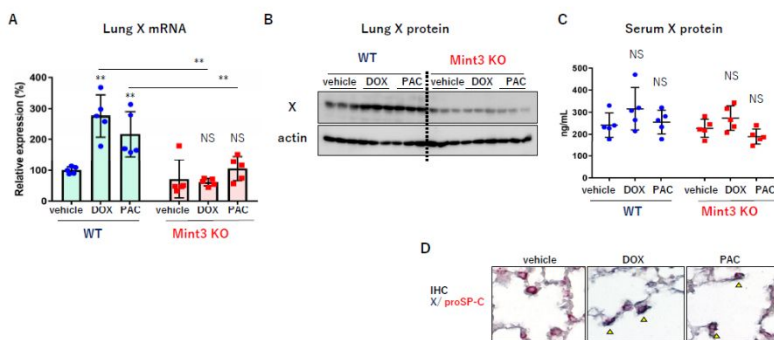 A
Lung X mRNA
Relative expression (%)
400
300
200
100
0
**
**
**
**
NS
NS
vehicle DOX PAC
vehicle DOX PAC
WT
Mint3 KO
B
Lung X protein
WT
Mint3 KO
vehicle DOX PAC vehicle DOX PAC
X
actin
C
Serum X protein
ng/mL
500
400
300
200
100
0
NS
NS
NS
NS
vehicle DOX PAC
vehicle DOX PAC
WT
Mint3 KO
D
vehicle
DOX
PAC
IHC
X/ proSP-C